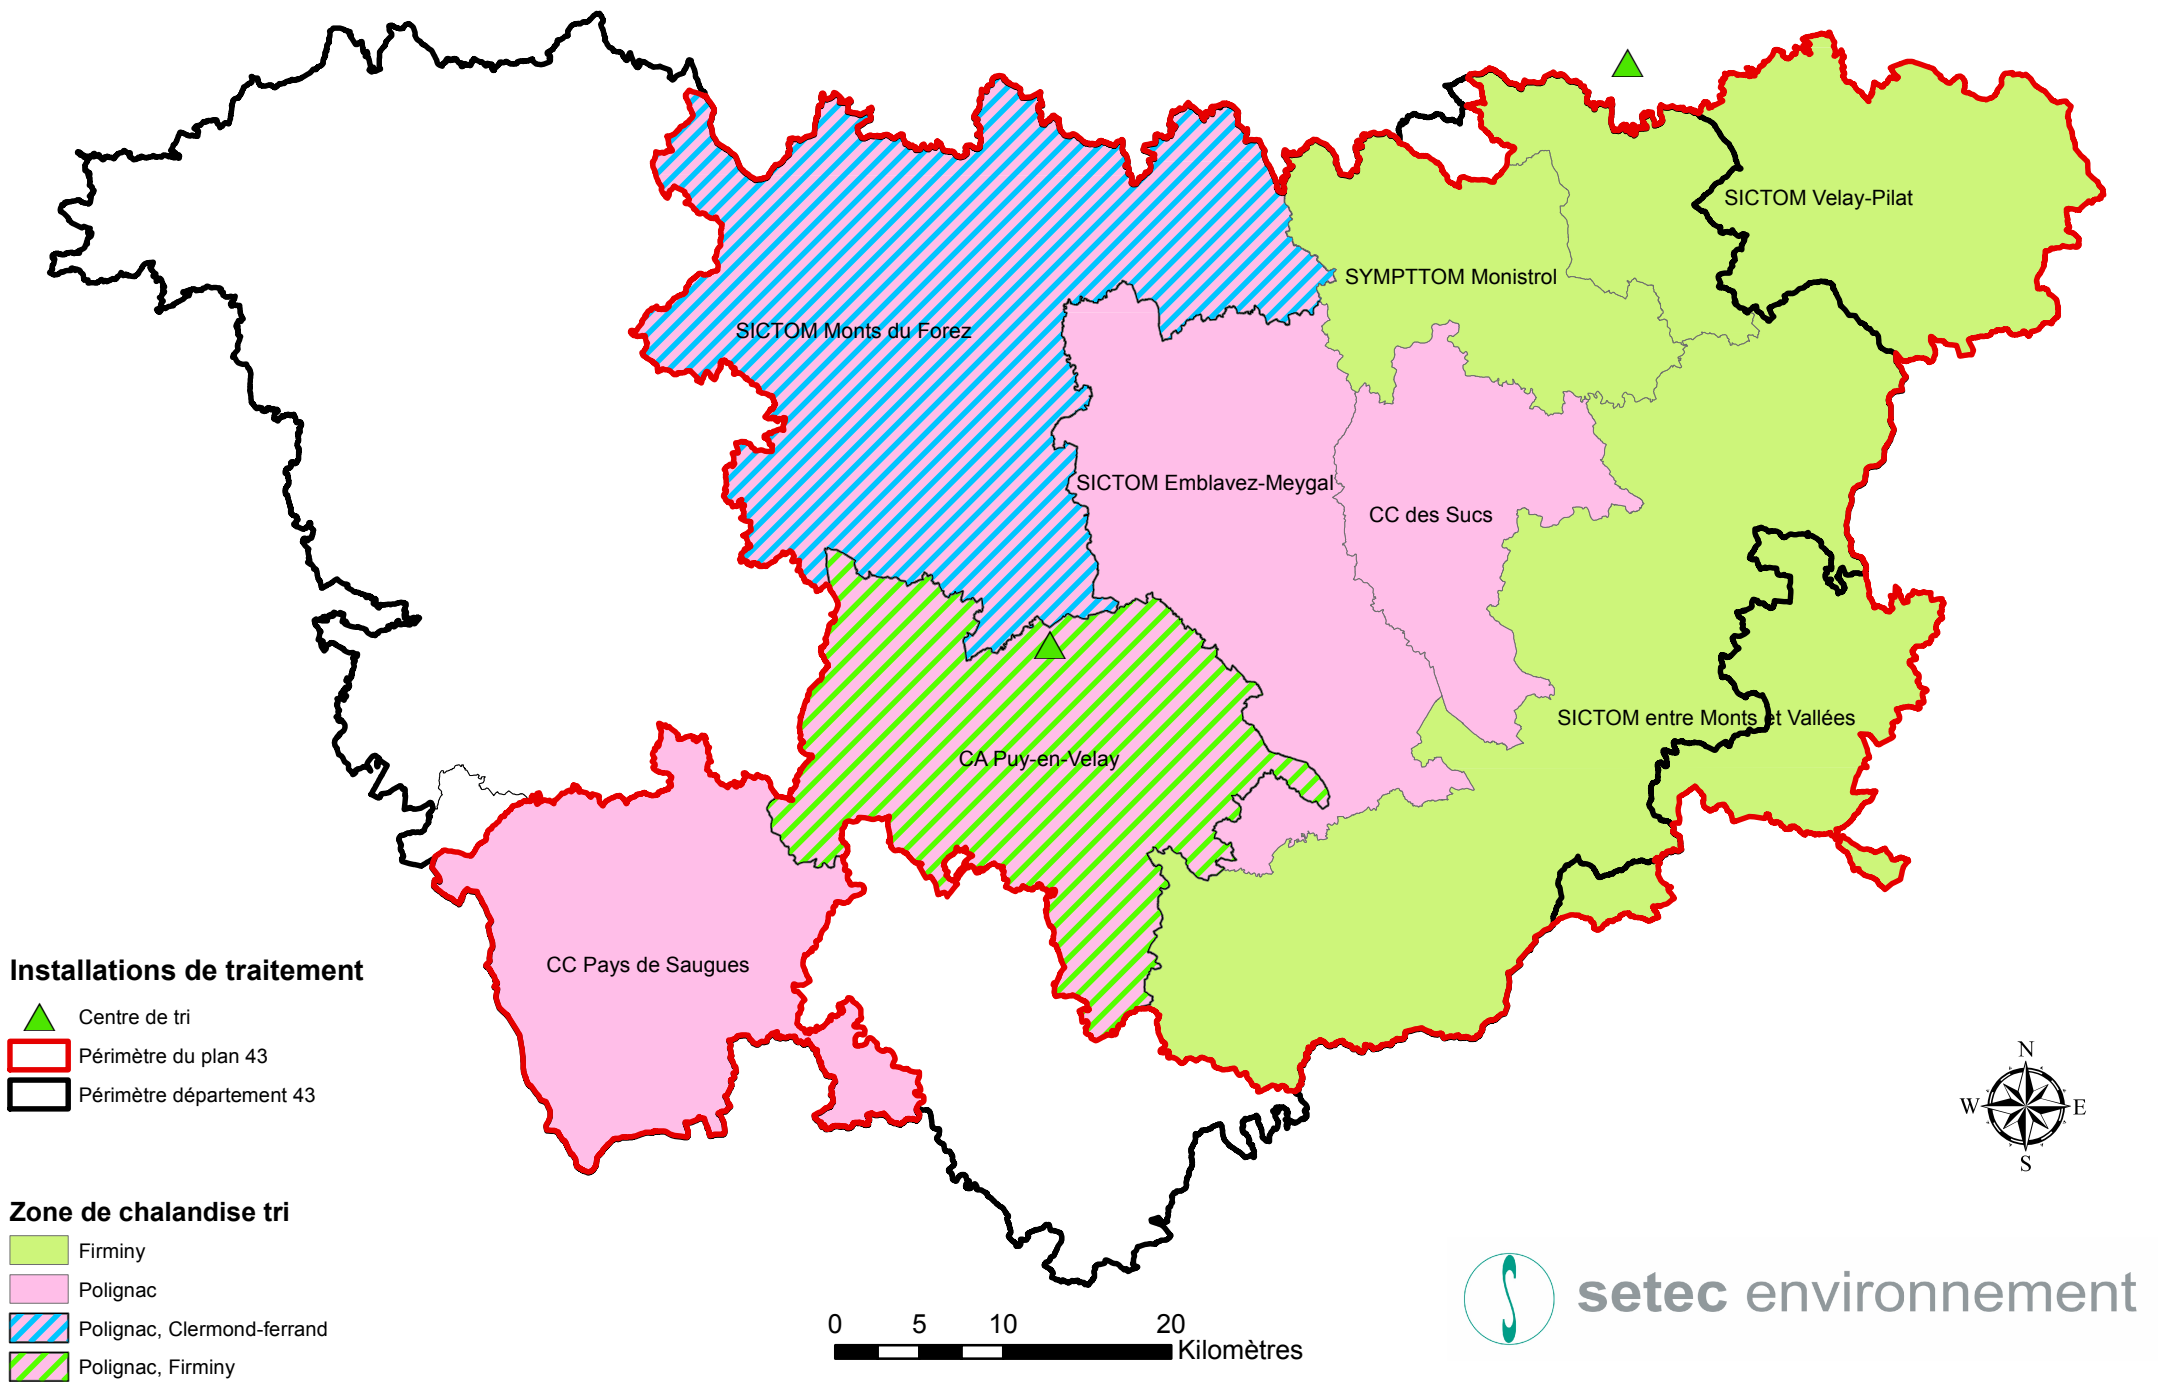 SICTOM Velay-Pilat
SYMPTTOM Monistrol
SICTOM Monts du Forez
SICTOM Emblavez-Meygal
CC des Sucs
SICTOM entre Monts et Vallées
CA Puy-en-Velay
CC Pays de Saugues
Installations de traitement
Centre de tri
Périmètre du plan 43
Périmètre département 43
N
W
E
S
Zone de chalandise tri
Firminy
Polignac
Polignac, Clermond-ferrand
Polignac, Firminy
0 5 10 20
Kilomètres
setec environnement